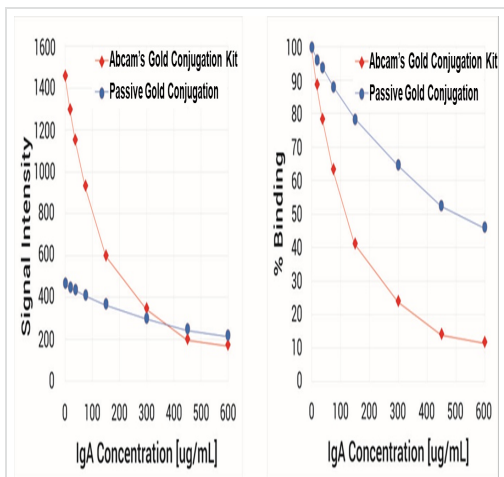 1600
1400
1200
1000
800
600
400
200
0
Signal Intensity
Abcam's Gold Conjugation Kit
Passive Gold Conjugation
0 100 200 300 400 500 600
IgA Concentration [ug/mL]
100
90
80
70
60
50
40
30
20
10
0
% Binding
Abcam's Gold Conjugation Kit
Passive Gold Conjugation
0 100 200 300 400 500 600
IgA Concentration [ug/mL]